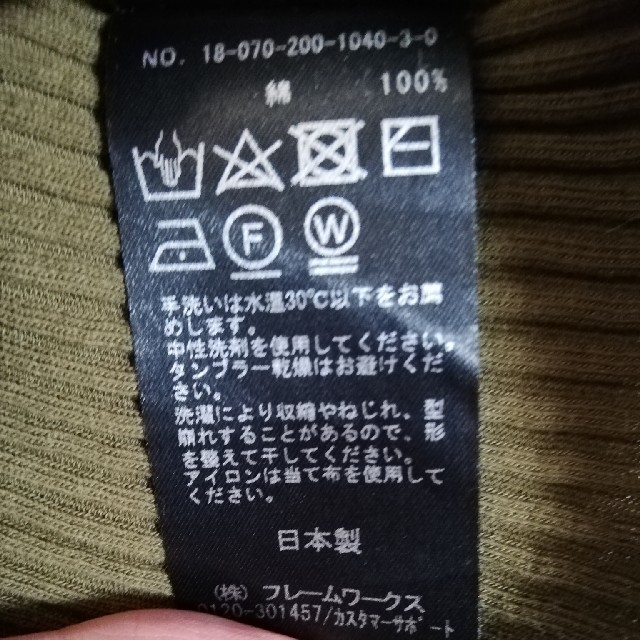 NO. 18-070-200-1040-3-0
綿 100%
F W
手洗いは水温30℃以下をお薦
めします。
中性洗剤を使用してください。
タンブラー乾燥はお避けくだ
さい。
洗濯により収縮やねじれ、型
崩れすることがあるので、形
を整えて干してください。
アイロンは当て布を使用して
ください。
日本製
(株) フレームワークス
0120-301457/カスタマーサポート